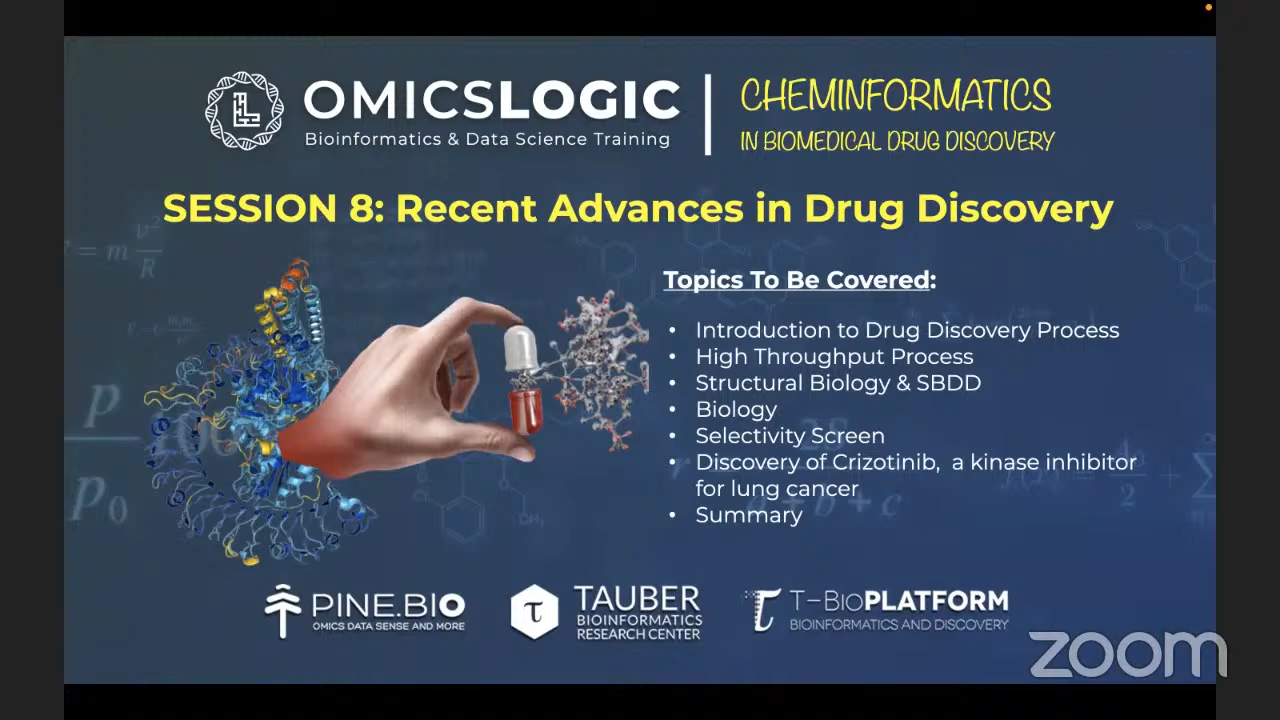 OMICSLOGIC
Bioinformatics & Data Science Training
CHEMINFORMATICS
IN BIOMEDICAL DRUG DISCOVERY
SESSION 8: Recent Advances in Drug Discovery
Topics To Be Covered:
• Introduction to Drug Discovery Process
• High Throughput Process
• Structural Biology & SBDD
• Biology
• Selectivity Screen
• Discovery of Crizotinib, a kinase inhibitor
for lung cancer
• Summary
PINE.BIO
OMICS DATA SENSE AND MORE
τ
TAUBER
BIOINFORMATICS
RESEARCH CENTER
T-BioPLATFORM
BIOINFORMATICS AND DISCOVERY
zoom